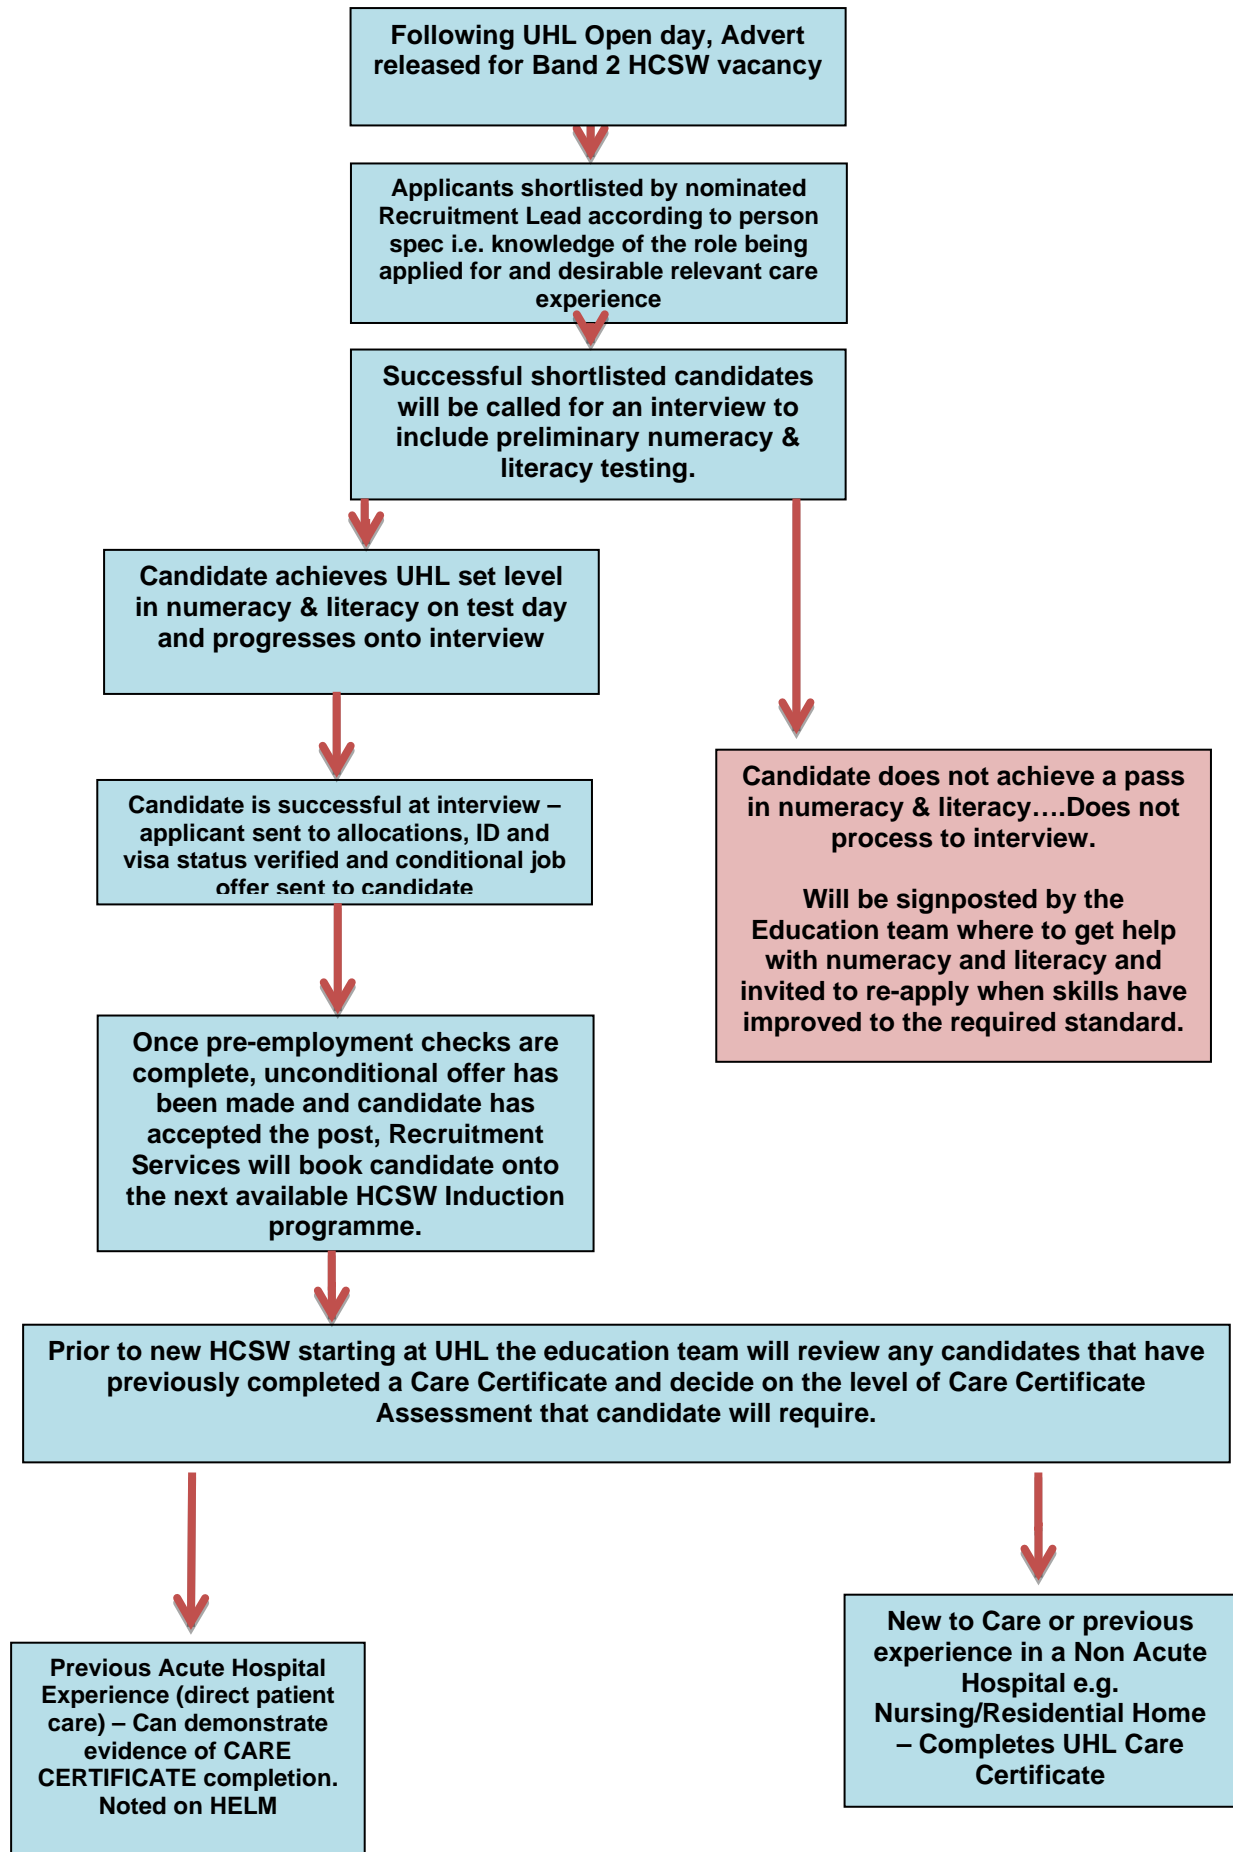 Following UHL Open day, Advert
released for Band 2 HCSW vacancy
Applicants shortlisted by nominated
Recruitment Lead according to person
spec i.e. knowledge of the role being
applied for and desirable relevant care
experience
Successful shortlisted candidates
will be called for an interview to
include preliminary numeracy &
literacy testing.
Candidate achieves UHL set level
in numeracy & literacy on test day
and progresses onto interview
Candidate does not achieve a pass
in numeracy & literacy….Does not
process to interview.
Will be signposted by the
Education team where to get help
with numeracy and literacy and
invited to re-apply when skills have
improved to the required standard.
Candidate is successful at interview –
applicant sent to allocations, ID and
visa status verified and conditional job
offer sent to candidate
Once pre-employment checks are
complete, unconditional offer has
been made and candidate has
accepted the post, Recruitment
Services will book candidate onto
the next available HCSW Induction
programme.
Prior to new HCSW starting at UHL the education team will review any candidates that have
previously completed a Care Certificate and decide on the level of Care Certificate
Assessment that candidate will require.
Previous Acute Hospital
Experience (direct patient
care) – Can demonstrate
evidence of CARE
CERTIFICATE completion.
Noted on HELM
New to Care or previous
experience in a Non Acute
Hospital e.g.
Nursing/Residential Home
– Completes UHL Care
Certificate